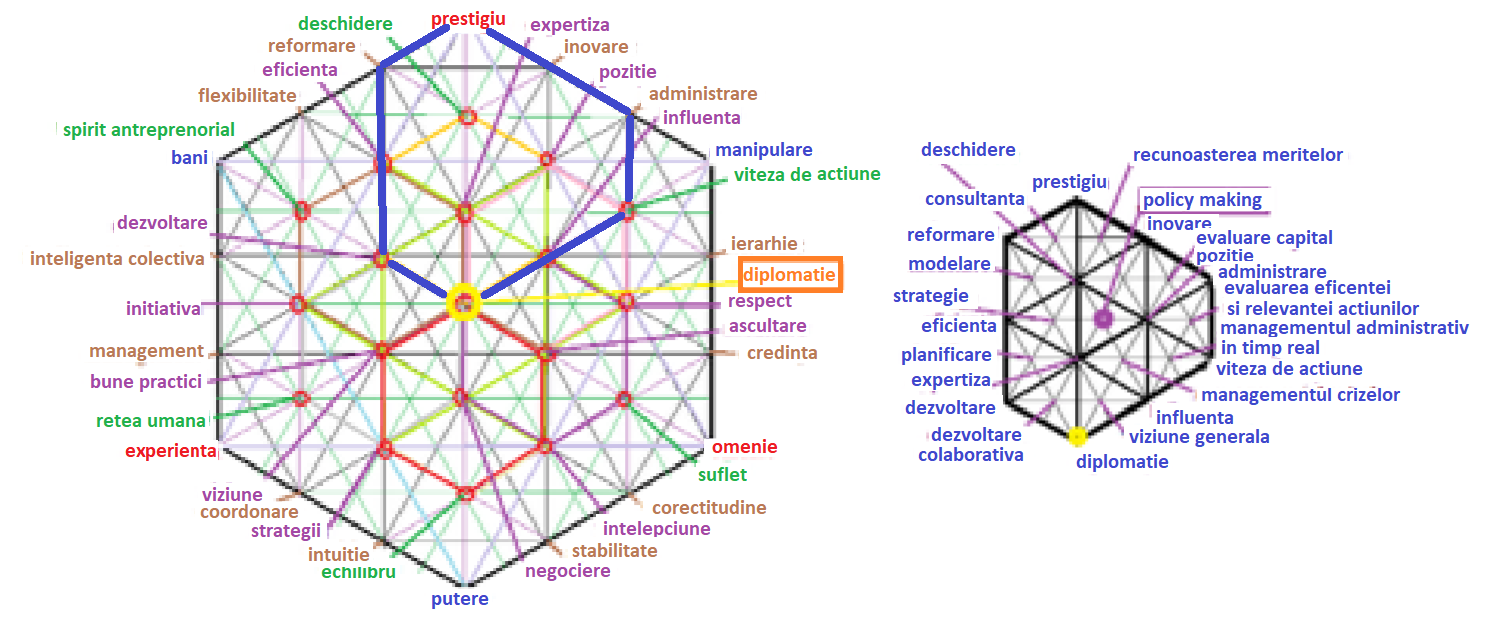 prestigiu
deschidere
expertiza
reformare
inovare
eficienta
pozitie
flexibilitate
administrare
influenta
spirit antreprenorial
bani
manipulare
viteza de actiune
dezvoltare
ierarhie
inteligenta colectiva
diplomatie
initiativa
respect
ascultare
management
credinta
bune practici
retea umana
experienta
omenie
suflet
viziune
coordonare
corectitudine
strategii
intelepciune
intuitie
stabilitate
echilibru
negociere
putere
deschidere
recunoasterea meritelor
prestigiu
consultanta
policy making
inovare
reformare
evaluare capital
pozitie
modelare
administrare
evaluarea eficentei
strategie
si relevantei actiunilor
eficienta
managementul administrativ
in timp real
planificare
viteza de actiune
expertiza
managementul crizelor
dezvoltare
influenta
dezvoltare
colaborativa
viziune generala
diplomatie